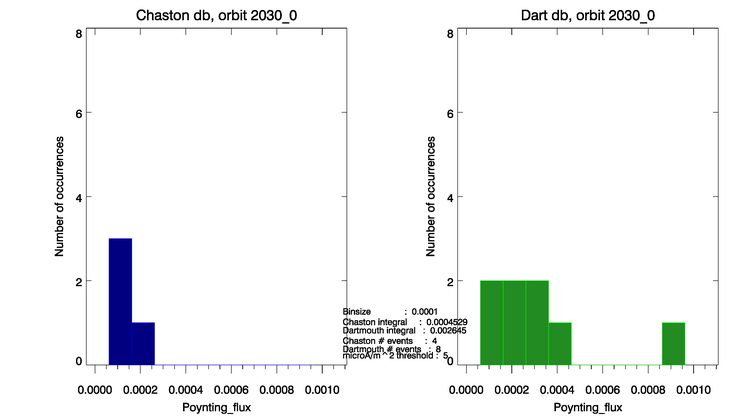 Chaston db, orbit 2030_0
Dart db, orbit 2030_0
8
6
4
2
0
Number of occurrences
0.0000 0.0002 0.0004 0.0006 0.0008 0.0010
Poynting_flux
Binsize : 0.0001
Chaston integral : 0.0004529
Dartmouth integral : 0.002645
Chaston # events : 4
Dartmouth # events : 8
microA/m^2 threshold : 5
8
6
4
2
0
Number of occurrences
0.0000 0.0002 0.0004 0.0006 0.0008 0.0010
Poynting_flux